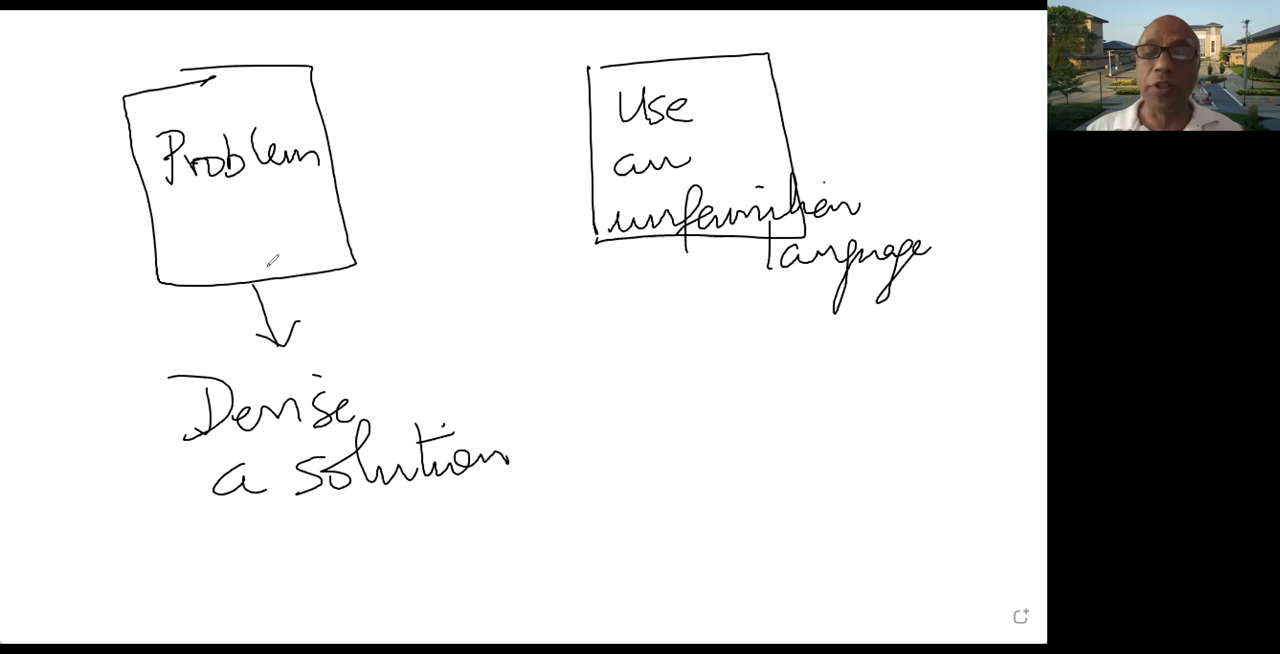 Problem
Devise
a solution
Use
an
unfamiliar
language